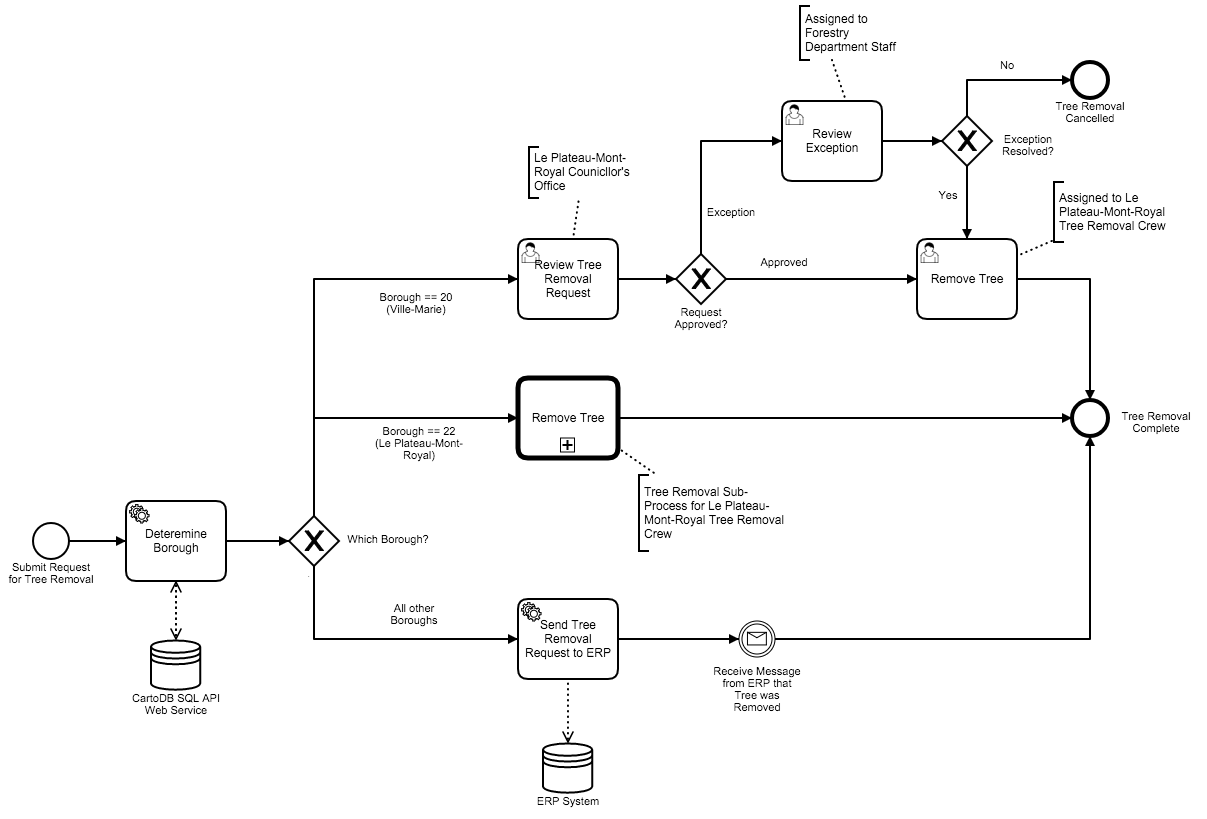 Assigned to
Forestry
Department Staff
No
Tree Removal
Cancelled
Review
Exception
Exception
Resolved?
Le Plateau-Mont-
Royal Counicllor's
Office
Yes
Assigned to Le
Plateau-Mont-Royal
Tree Removal Crew
Exception
Review Tree
Removal
Request
Approved
Remove Tree
Borough == 20
(Ville-Marie)
Request
Approved?
Remove Tree
Tree Removal
Complete
Borough == 22
(Le Plateau-Mont-
Royal)
Tree Removal Sub-
Process for Le Plateau-
Mont-Royal Tree Removal
Crew
Deteremine
Borough
Which Borough?
Submit Request
for Tree Removal
All other
Boroughs
Send Tree
Removal
Request to ERP
Receive Message
from ERP that
Tree was
Removed
CartoDB SQL API
Web Service
ERP System